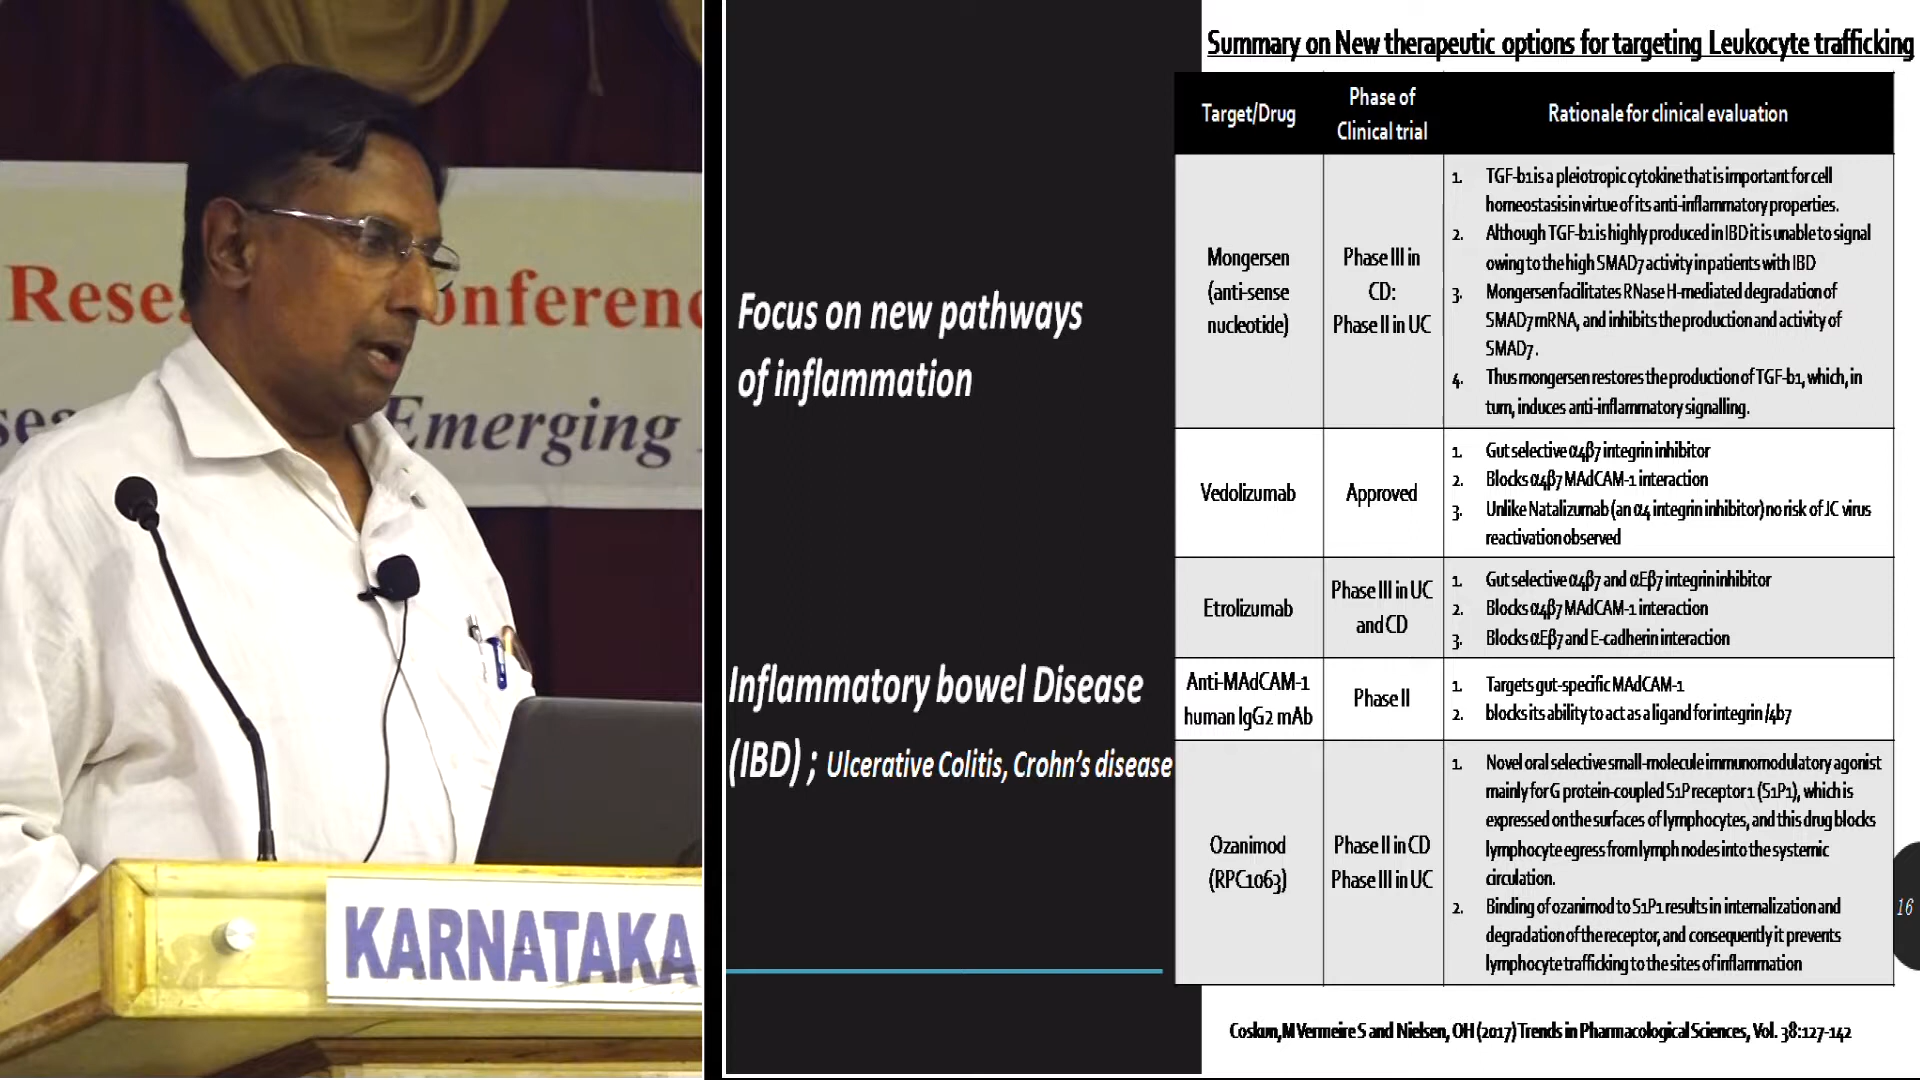 Rese
onferenc
sea
Emerging
KARNATAKA
Focus on new pathways
of inflammation
Inflammatory bowel Disease
(IBD) ; Ulcerative Colitis, Crohn's disease
Summary on New therapeutic options for targeting Leukocyte trafficking
Target/Drug
Phase of
Clinical trial
Rationale for clinical evaluation
Mongersen
(anti-sense
nucleotide)
Phase III in
CD:
Phase II in UC
1. TGF-b1 is a pleiotropic cytokine that is important for cell
homeostasis in virtue of its anti-inflammatory properties.
2. Although TGF-b1 is highly produced in IBD it is unable to signal
owing to the high SMAD7 activity in patients with IBD
3. Mongersen facilitates RNase H-mediated degradation of
SMAD7 mRNA, and inhibits the production and activity of
SMAD7.
4. Thus mongersen restores the production of TGF-b1, which, in
turn, induces anti-inflammatory signalling.
Vedolizumab
Approved
1. Gut selective α4β7 integrin inhibitor
2. Blocks α4β7 MAdCAM-1 interaction
3. Unlike Natalizumab (an α4 integrin inhibitor) no risk of JC virus
reactivation observed
Etrolizumab
Phase III in UC
and CD
1. Gut selective α4β7 and αEβ7 integrin inhibitor
2. Blocks α4β7 MAdCAM-1 interaction
3. Blocks αEβ7 and E-cadherin interaction
Anti-MAdCAM-1
human IgG2 mAb
Phase II
1. Targets gut-specific MAdCAM-1
2. blocks its ability to act as a ligand for integrin /4b7
Ozanimod
(RPC1063)
Phase II in CD
Phase III in UC
1. Novel oral selective small-molecule immunomodulatory agonist
mainly for G protein-coupled S1P receptor 1 (S1P1), which is
expressed on the surfaces of lymphocytes, and this drug blocks
lymphocyte egress from lymph nodes into the systemic
circulation.
2. Binding of ozanimod to S1P1 results in internalization and
degradation of the receptor, and consequently it prevents
lymphocyte trafficking to the sites of inflammation
16
Coskun,M Vermeire S and Nielsen, OH (2017) Trends in Pharmacological Sciences, Vol. 38:127-142